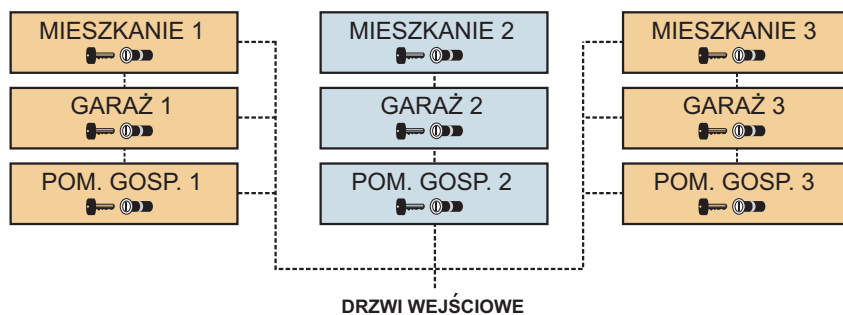 MIESZKANIE 1
MIESZKANIE 2
MIESZKANIE 3
GARAŻ 1
GARAŻ 2
GARAŻ 3
POM. GOSP. 1
POM. GOSP. 2
POM. GOSP. 3
DRZWI WEJŚCIOWE